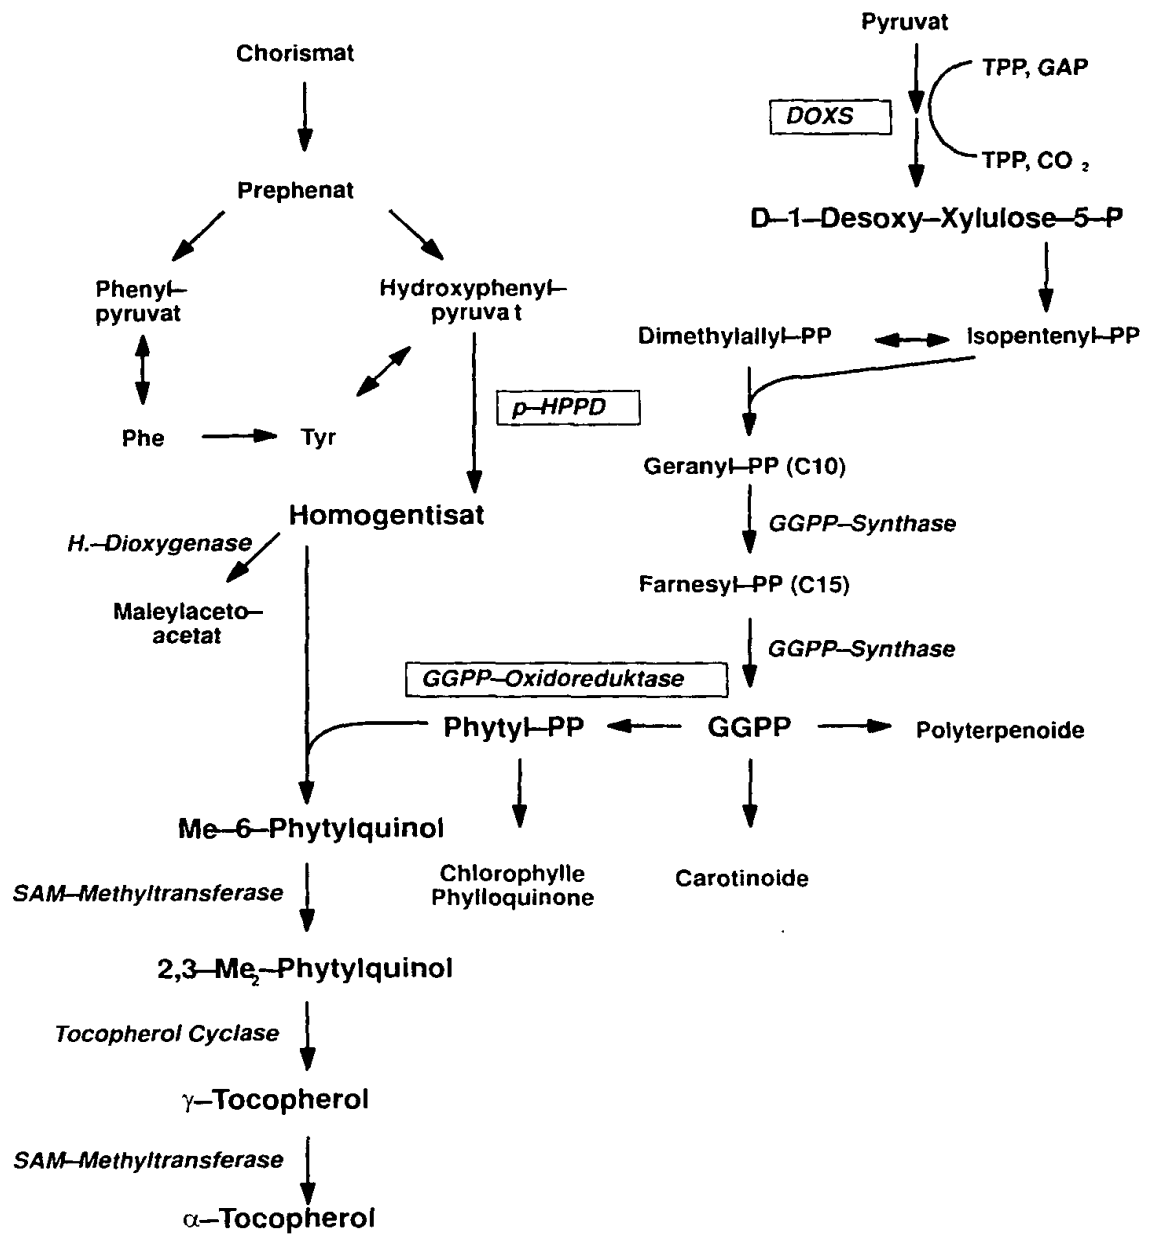 Pyruvat
Chorismat
TPP, GAP
DOXS
TPP, CO2
Prephenat
D-1-Desoxy-Xylulose-5-P
Phenyl-
pyruvat
Hydroxyphenyl-
pyruvat
Dimethylallyl-PP
Isopentenyl-PP
p-HPPD
Phe
Tyr
Geranyl-PP (C10)
Homogentisat
GGPP-Synthase
H.-Dioxygenase
Farnesyl-PP (C15)
Maleylaceto-
acetat
GGPP-Synthase
GGPP-Oxidoreduktase
Phytyl-PP
GGPP
Polyterpenoide
Me-6-Phytylquinol
Chlorophylle
Phylloquinone
Carotinoide
SAM-Methyltransferase
2,3-Me2-Phytylquinol
Tocopherol Cyclase
γ-Tocopherol
SAM-Methyltransferase
α-Tocopherol